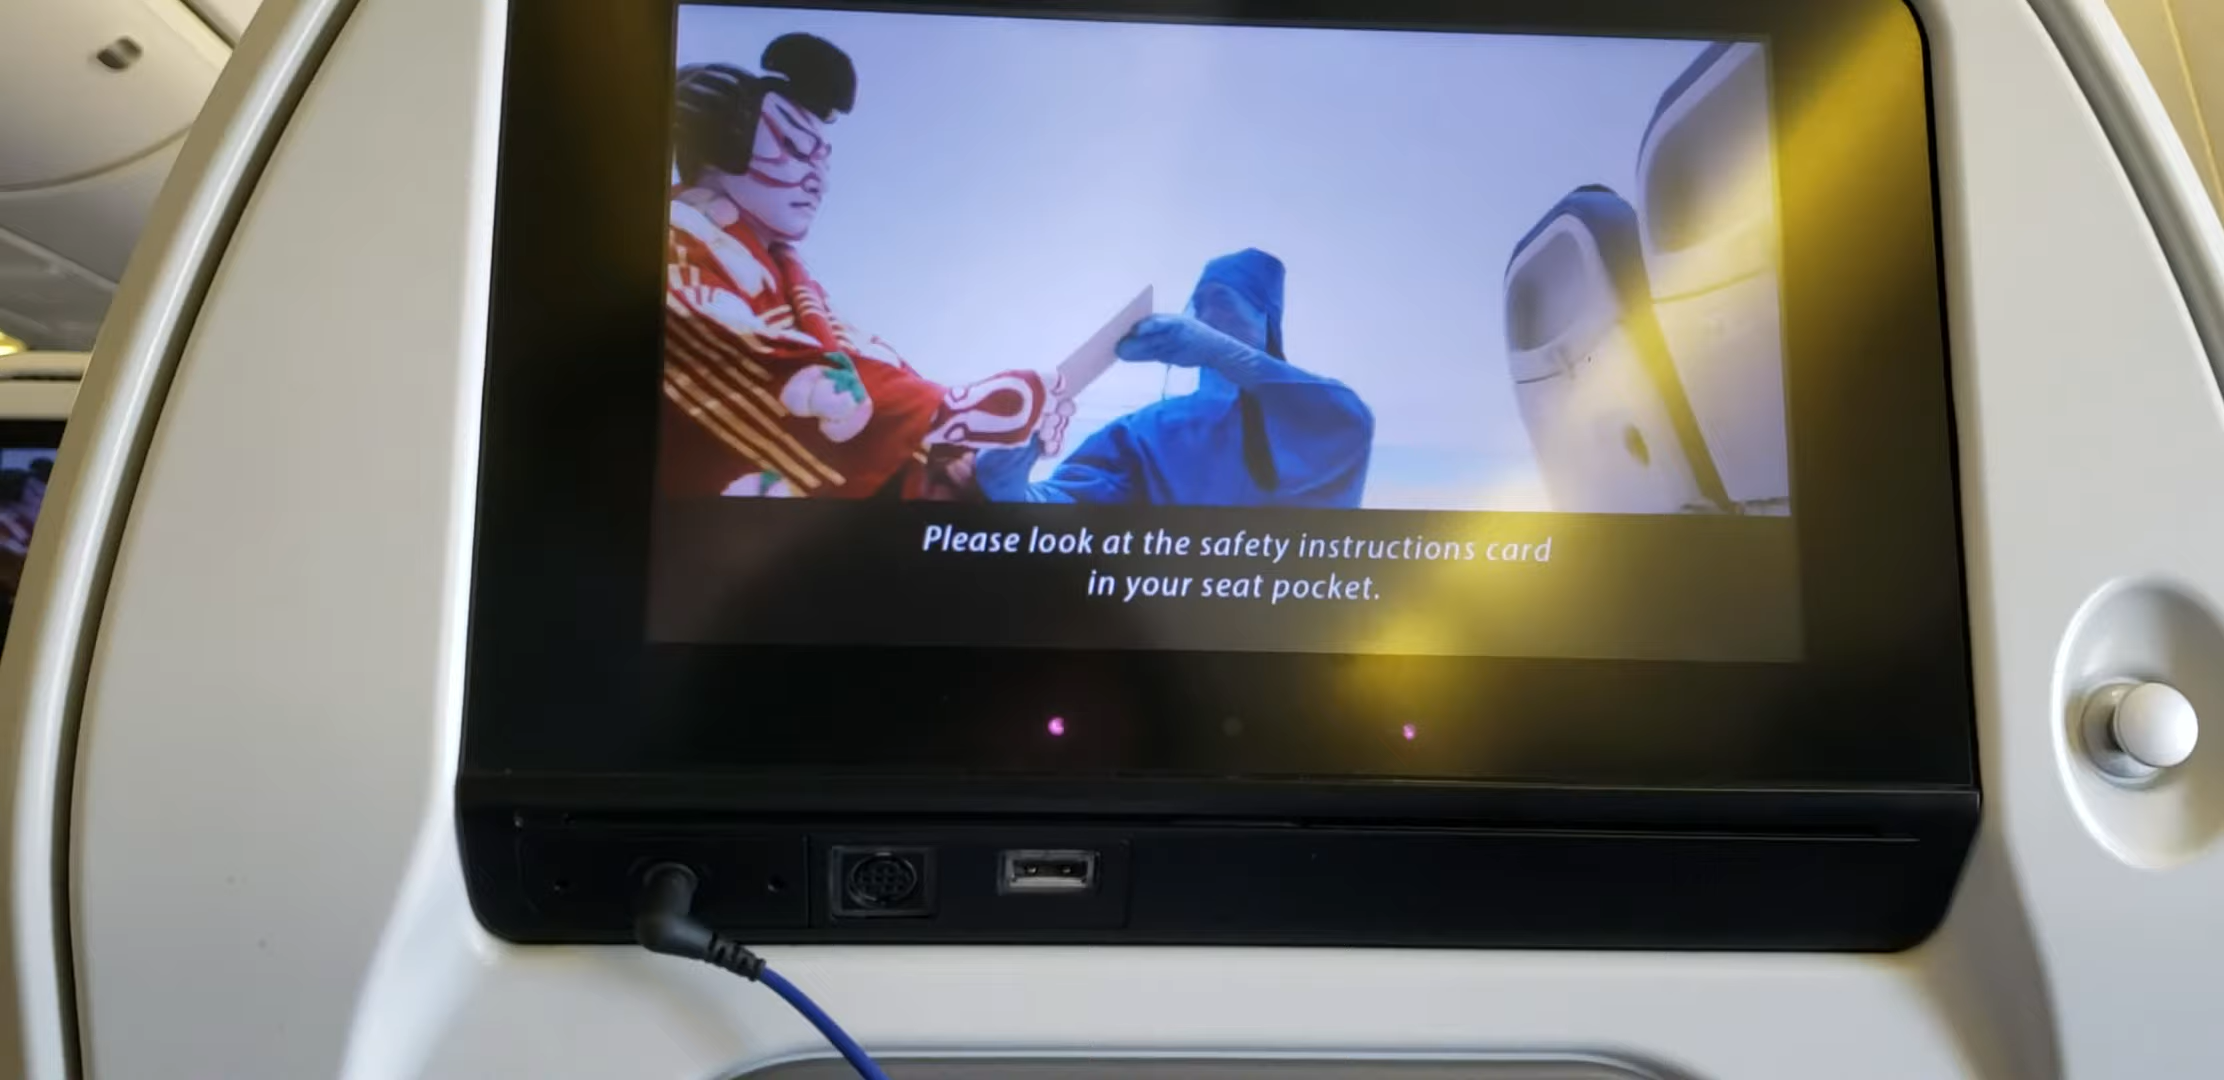 Please look at the safety instructions card
in your seat pocket.